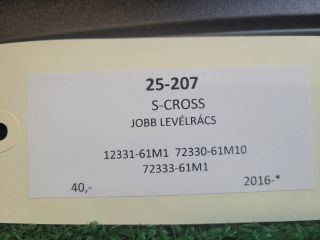 25-207
S-CROSS
JOBB LEVÉLRÁCS
12331-61M1 72330-61M10
72333-61M1
40,- 2016-*